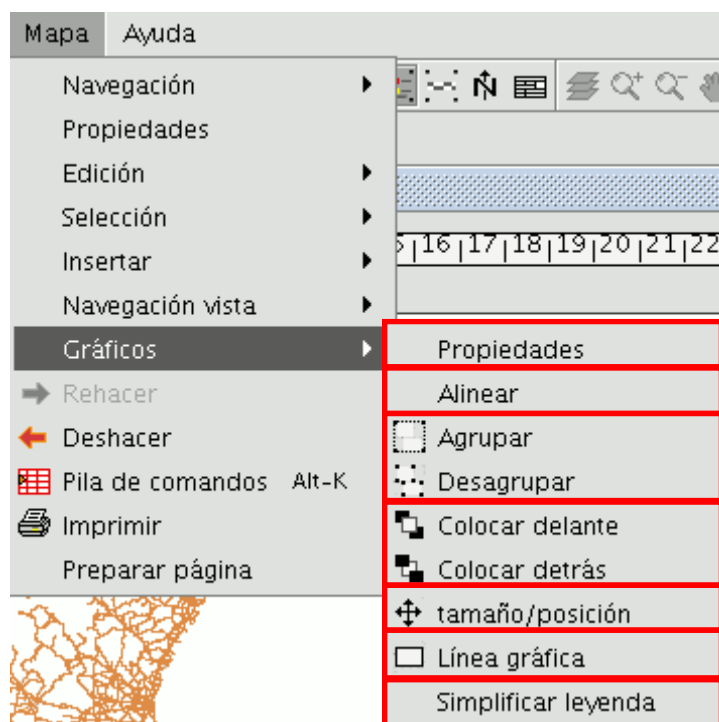 Mapa Ayuda
Navegación
Propiedades
Edición
Selección
16 17 18 19 20 21 22
Insertar
Navegación vista
Gráficos
Propiedades
Rehacer
Alinear
Deshacer
Agrupar
Pila de comandos Alt-K
Desagrupar
Imprimir
Colocar delante
Preparar página
Colocar detrás
tamaño/posición
Línea gráfica
Simplificar leyenda